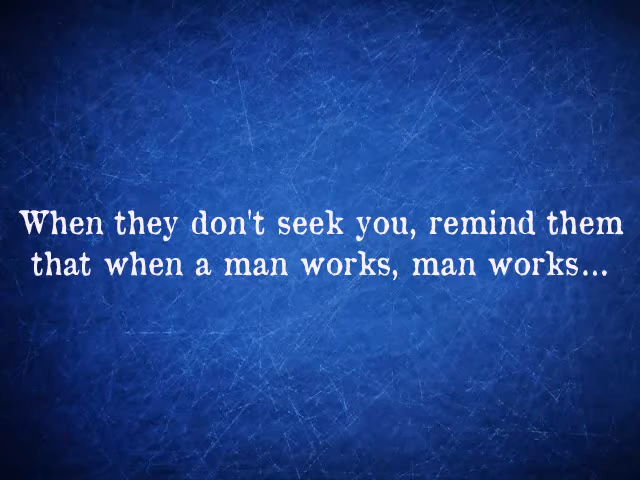 When they don't seek you, remind them
that when a man works, man works...